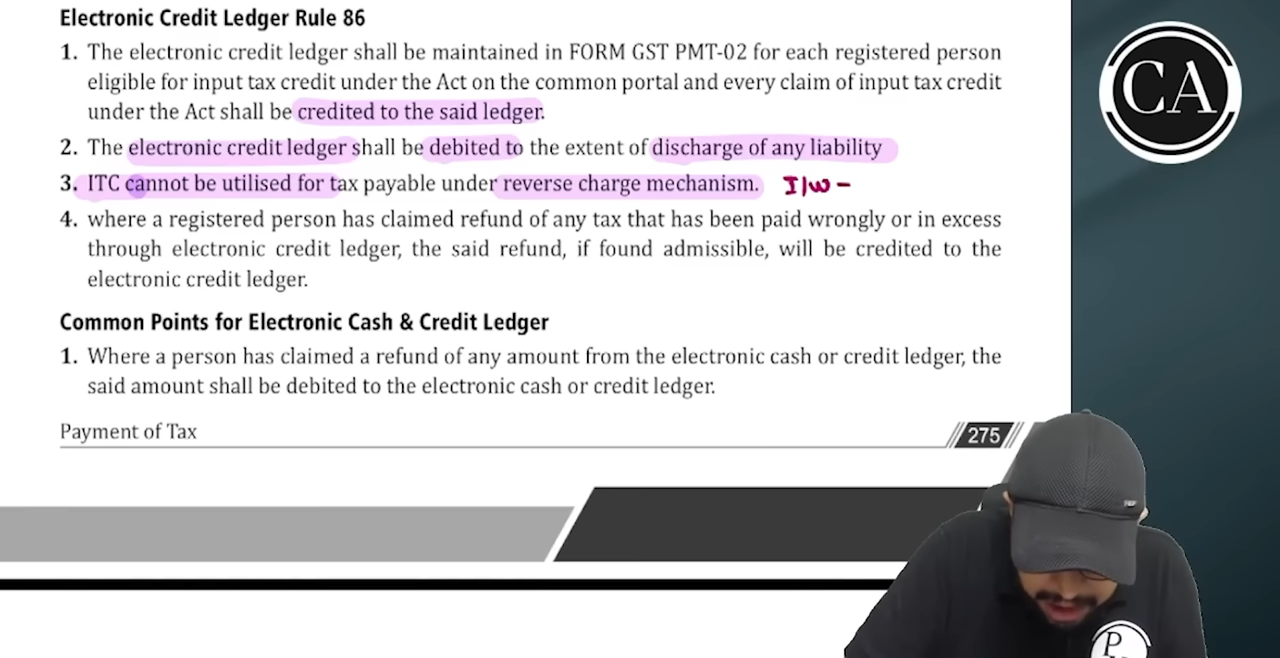 Electronic Credit Ledger Rule 86
1. The electronic credit ledger shall be maintained in FORM GST PMT-02 for each registered person
eligible for input tax credit under the Act on the common portal and every claim of input tax credit
under the Act shall be credited to the said ledger.
2. The electronic credit ledger shall be debited to the extent of discharge of any liability
3. ITC cannot be utilised for tax payable under reverse charge mechanism. I/W -
4. where a registered person has claimed refund of any tax that has been paid wrongly or in excess
through electronic credit ledger, the said refund, if found admissible, will be credited to the
electronic credit ledger.
Common Points for Electronic Cash & Credit Ledger
1. Where a person has claimed a refund of any amount from the electronic cash or credit ledger, the
said amount shall be debited to the electronic cash or credit ledger.
Payment of Tax
275
CA
P